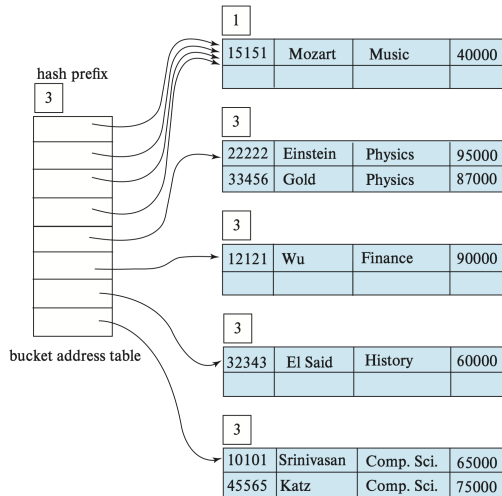 1
3
15151 Mozart Music 40000
hash prefix
3
3
22222 Einstein Physics 95000
33456 Gold Physics 87000
3
12121 Wu Finance 90000
3
bucket address table
32343 El Said History 60000
3
10101 Srinivasan Comp. Sci. 65000
45565 Katz Comp. Sci. 75000